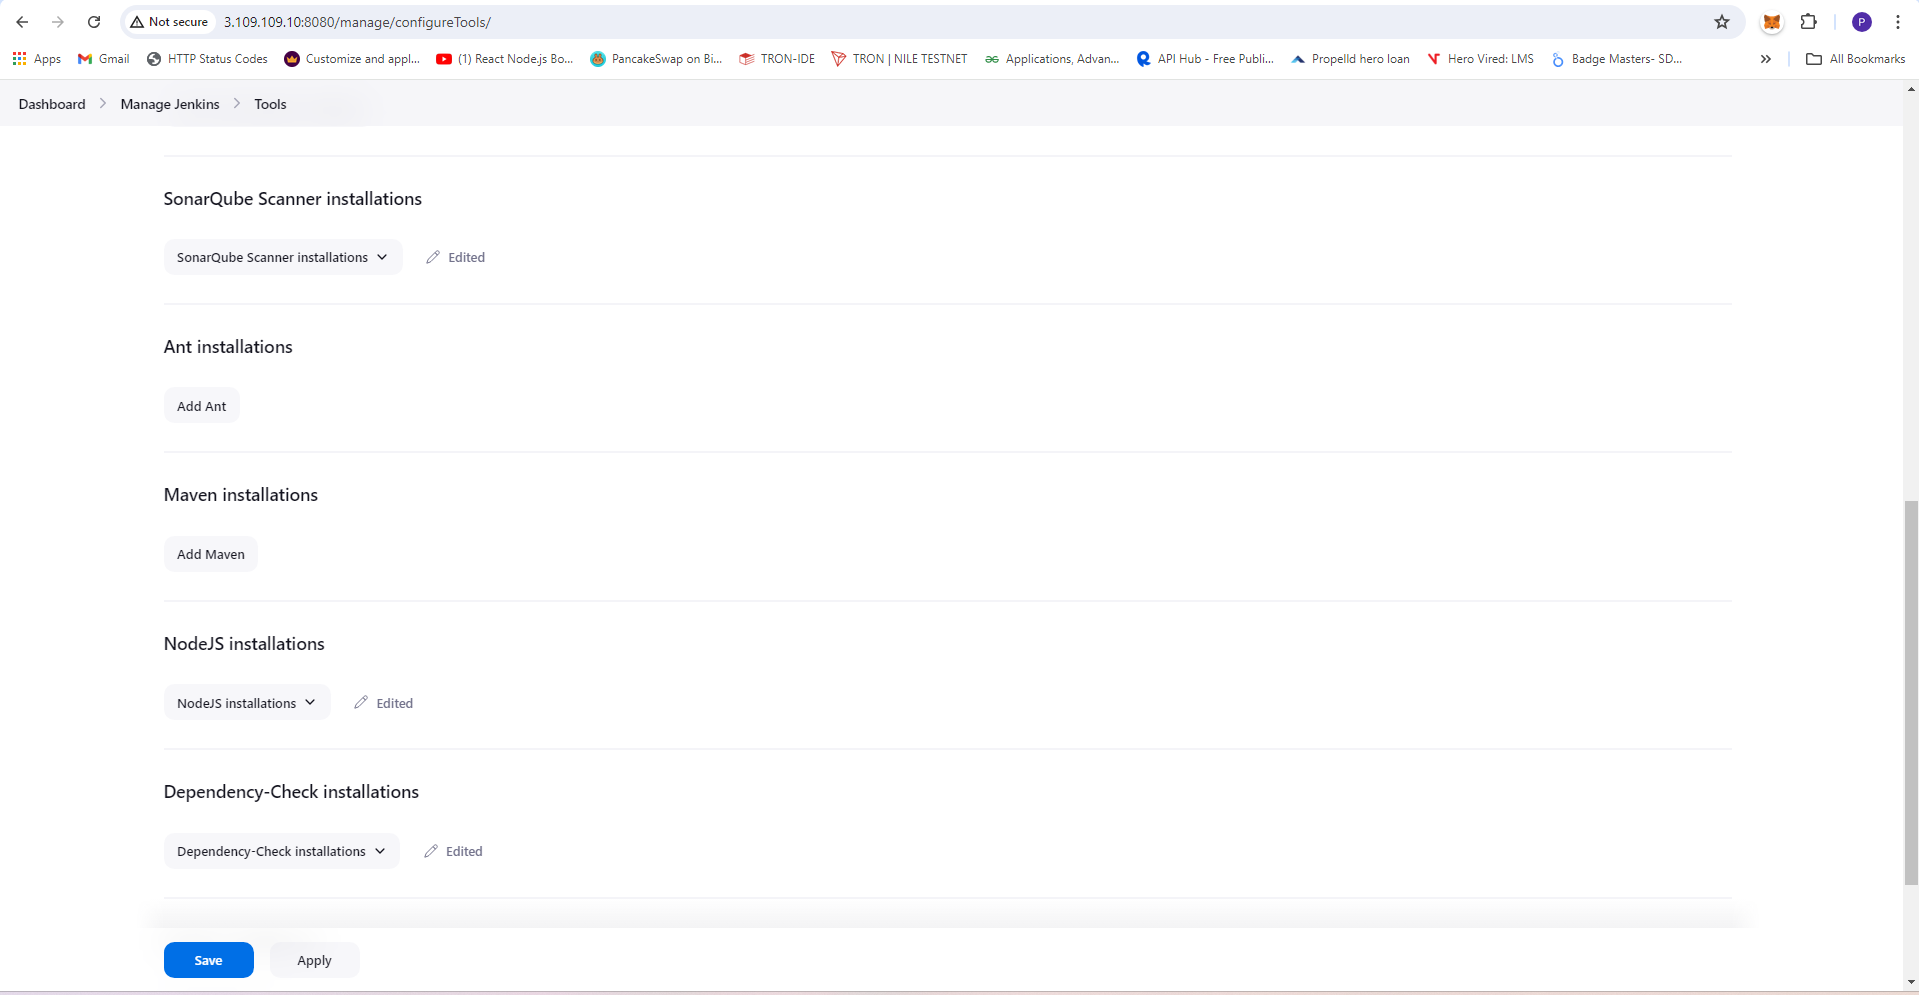 Not secure 3.109.109.10:8080/manage/configureTools/ P
Apps Gmail HTTP Status Codes Customize and appl... (1) React Node.js Bo... PancakeSwap on Bi... TRON-IDE TRON | NILE TESTNET Applications, Advan... API Hub - Free Publi... Propelld hero loan Hero Vired: LMS Badge Masters- SD... » All Bookmarks
Dashboard Manage Jenkins Tools
SonarQube Scanner installations
SonarQube Scanner installations Edited
Ant installations
Add Ant
Maven installations
Add Maven
NodeJS installations
NodeJS installations Edited
Dependency-Check installations
Dependency-Check installations Edited
Save Apply